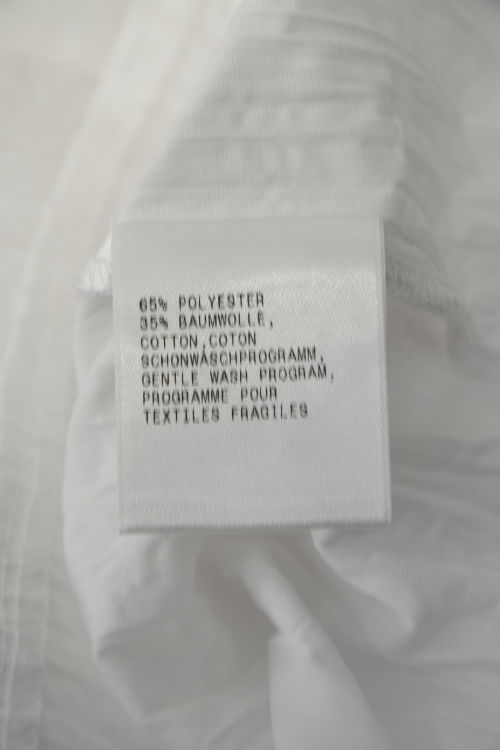 65% POLYESTER
35% BAUMWOLLE,
COTTON,COTON
SCHONWASCHPROGRAMM,
GENTLE WASH PROGRAM,
PROGRAMME POUR
TEXTILES FRAGILES